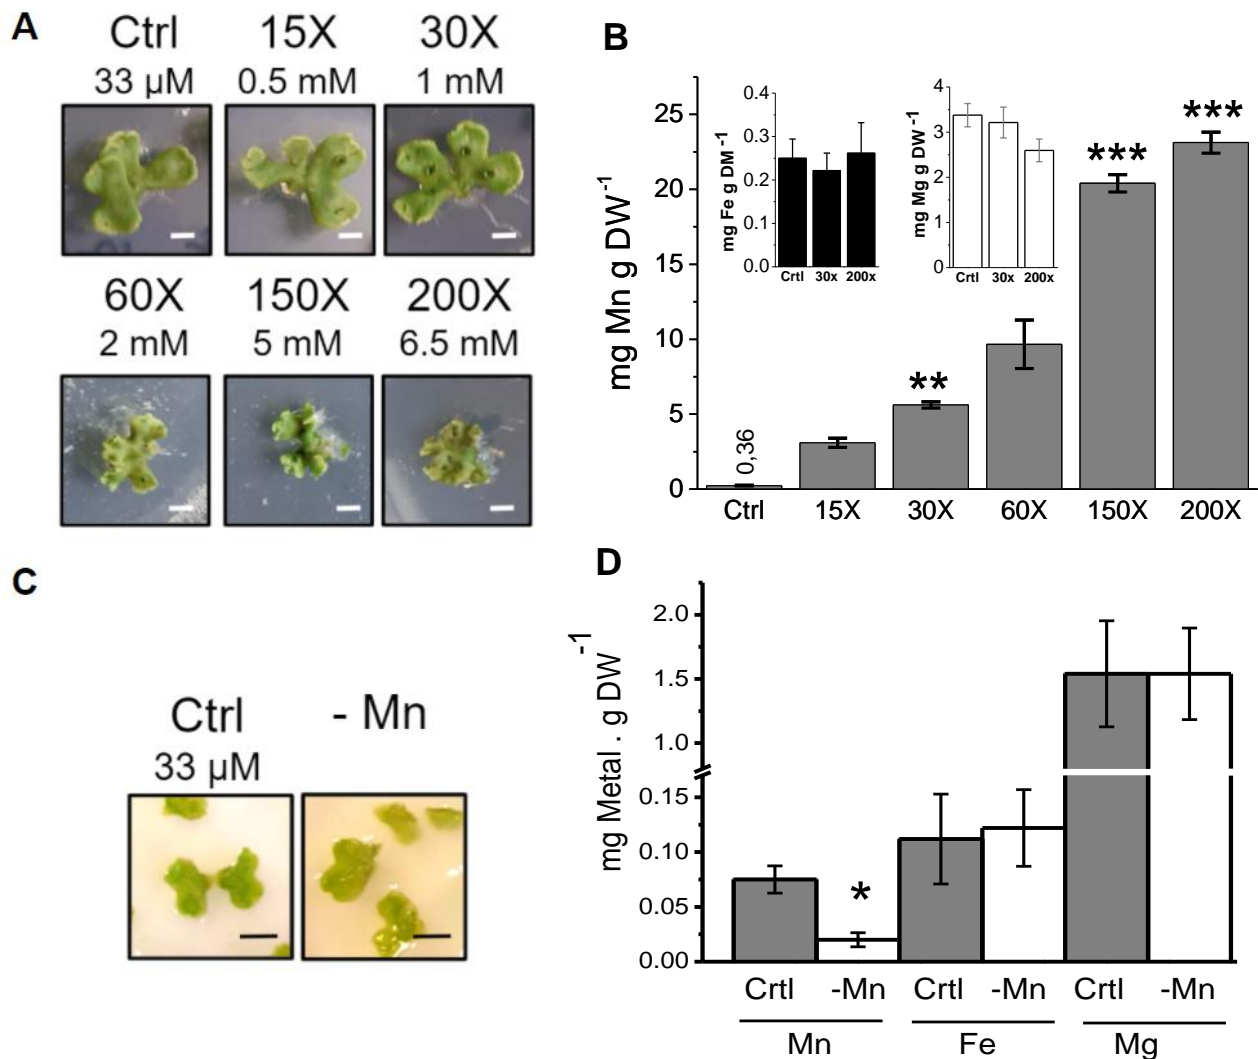 A
Ctrl 15X 30X
33 µM 0.5 mM 1 mM
60X 150X 200X
2 mM 5 mM 6.5 mM
B
mg Mn g DW-1
25
20
15
10
5
0
0,36
**
***
***
Ctrl 15X 30X 60X 150X 200X
mg Fe g DM-1
0.4
0.3
0.2
0.1
0.0
Crtl 30x 200x
mg Mg g DW-1
4
3
2
1
0
Crtl 30x 200x
C
Ctrl - Mn
33 µM
D
mg Metal . g DW-1
2.0
1.5
1.0
0.15
0.10
0.05
0.00
*
Crtl -Mn Crtl -Mn Crtl -Mn
Mn Fe Mg